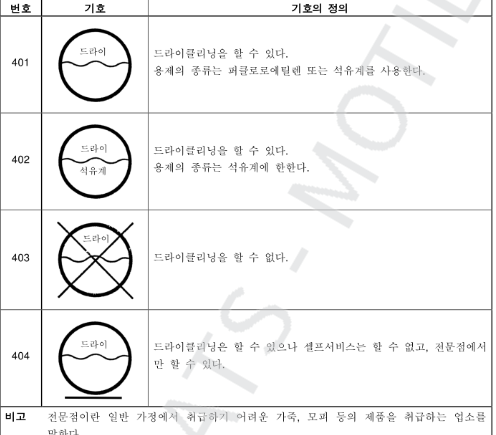 번호 기호 기호의 정의
401 드라이 드라이클리닝을 할 수 있다.
용제의 종류는 퍼클로로에틸렌 또는 석유계를 사용한다.
402 드라이 석유계 드라이클리닝을 할 수 있다.
용제의 종류는 석유계에 한한다.
403 드라이 드라이클리닝을 할 수 없다.
404 드라이 드라이클리닝은 할 수 있으나 셀프서비스는 할 수 없고, 전문점에서
만 할 수 있다.
비고 전문점이란 일반 가정에서 취급하기 어려운 가죽, 모피 등의 제품을 취급하는 업소를
말한다.
ATS - MOTIE